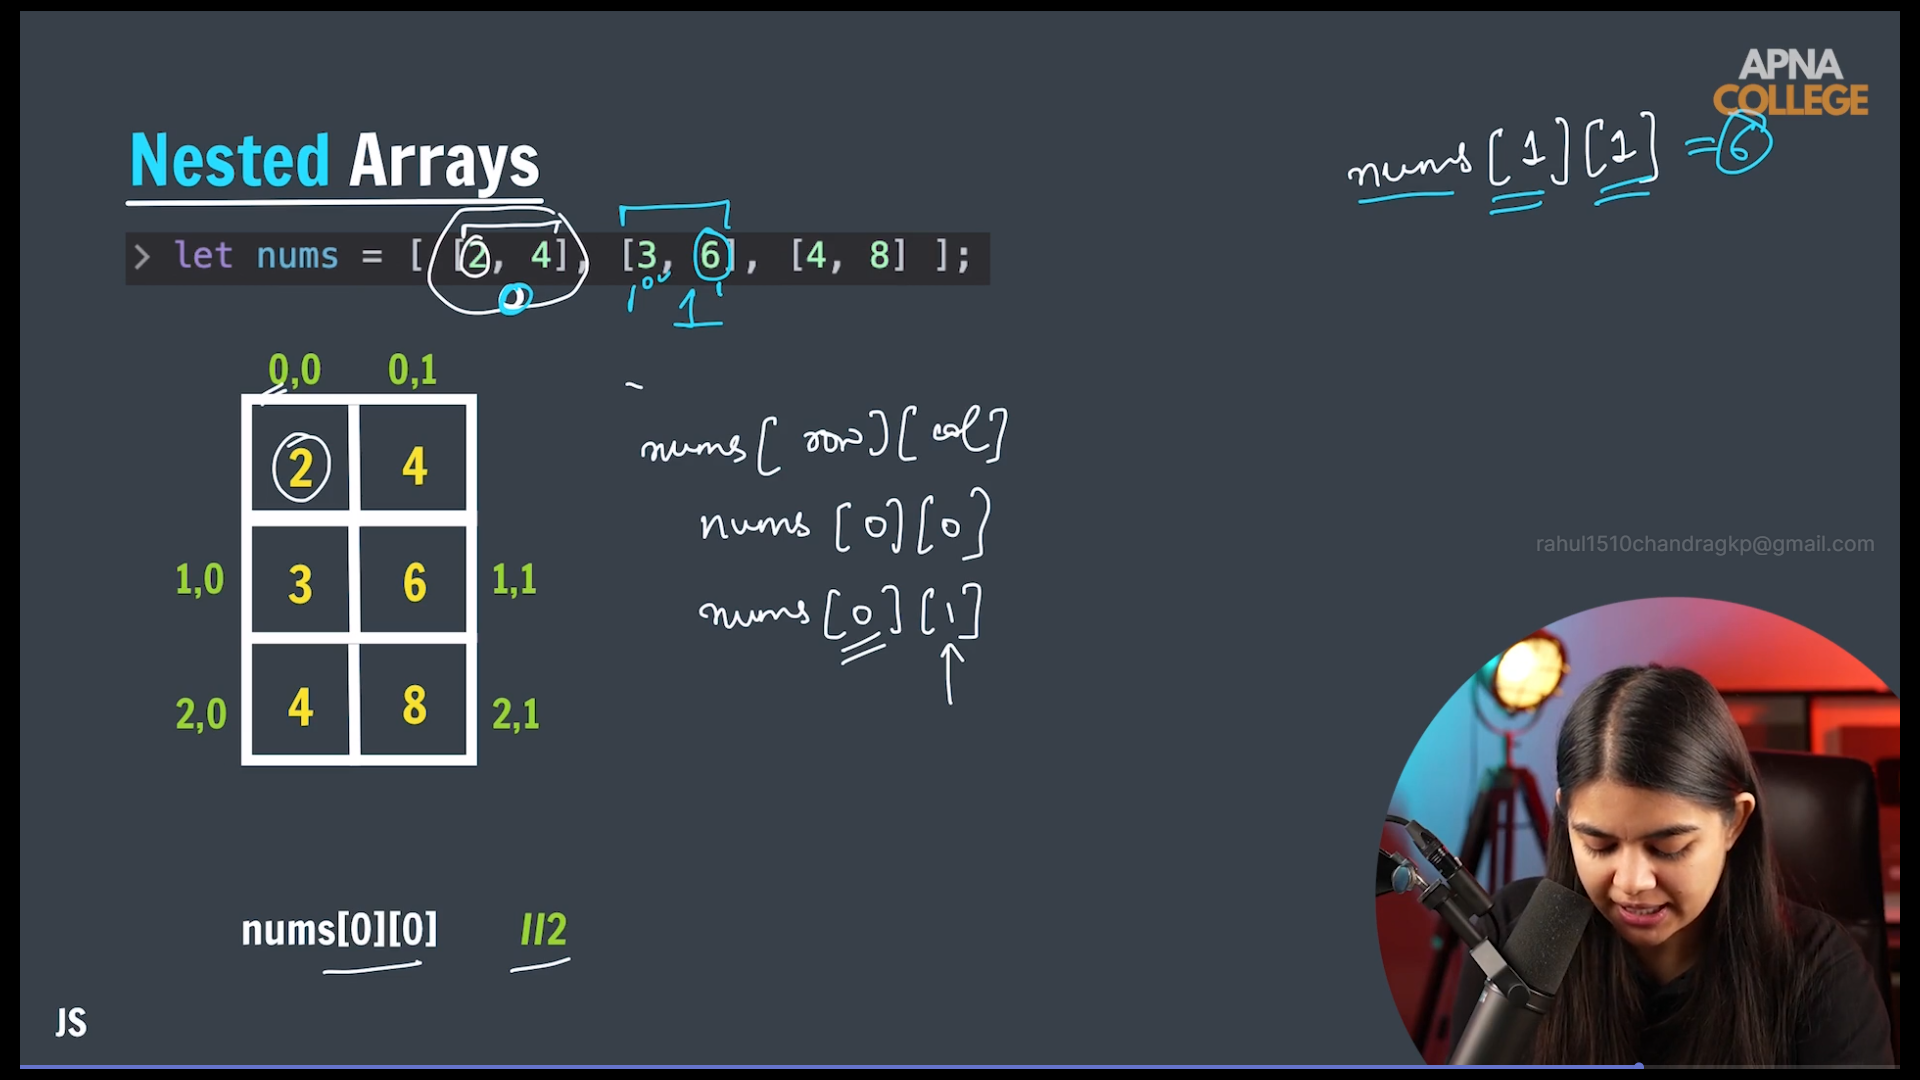 APNA
COLLEGE
nums[1][1] = 6
Nested Arrays
> let nums = [ [2, 4], [3, 6], [4, 8] ];
0
0
1
1
0,0 0,1
2 4
1,0 3 6 1,1
2,0 4 8 2,1
nums[row][col]
nums[0][0]
nums[0][1]
rahul1510chandragkp@gmail.com
nums[0][0] //2
JS